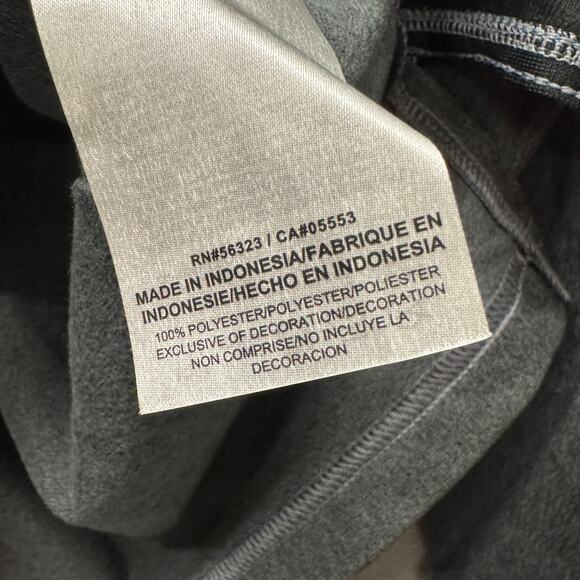 RN#56323 / CA#05553
MADE IN INDONESIA/FABRIQUE EN
INDONESIE/HECHO EN INDONESIA
100% POLYESTER/POLYESTER/POLIESTER
EXCLUSIVE OF DECORATION/DECORATION
NON COMPRISE/NO INCLUYE LA
DECORACION